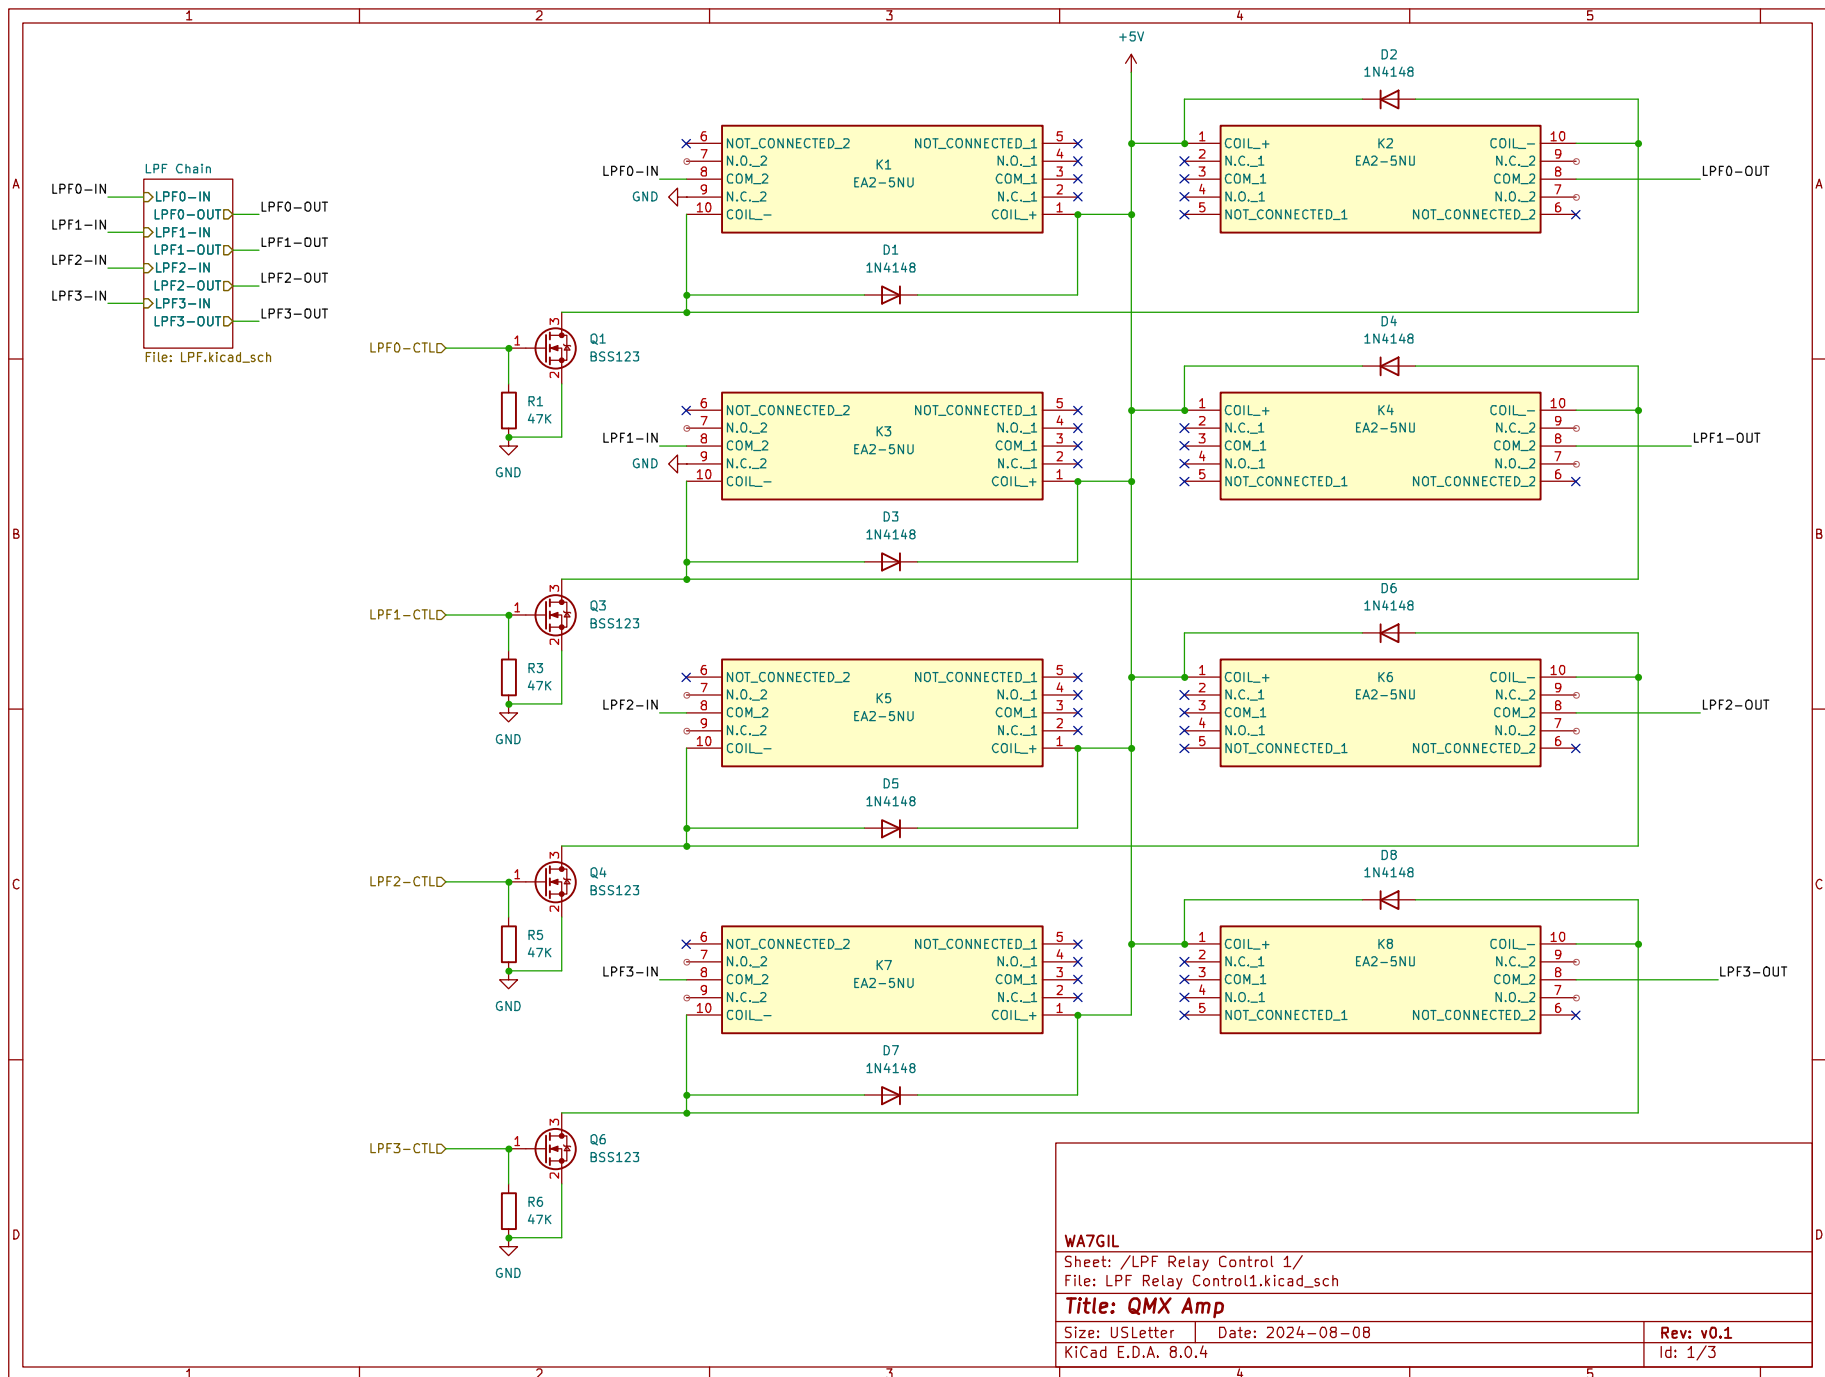 1 2 3 4 5
+5V
D2
1N4148
LPF Chain
LPF0-IN
LPF1-IN
LPF2-IN
LPF3-IN
LPF0-IN
LPF0-OUT
LPF1-IN
LPF1-OUT
LPF2-IN
LPF2-OUT
LPF3-IN
LPF3-OUT
LPF0-OUT
LPF1-OUT
LPF2-OUT
LPF3-OUT
File: LPF.kicad_sch
A
A
LPF0-IN
GND
6 NOT_CONNECTED_2 NOT_CONNECTED_1 5
7 N.O._2 N.O._1 4
8 COM_2 COM_1 3
9 N.C._2 N.C._1 2
10 COIL_- COIL_+ 1
K1
EA2-5NU
1 COIL_+ COIL_- 10
2 N.C._1 N.C._2 9
3 COM_1 COM_2 8
4 N.O._1 N.O._2 7
5 NOT_CONNECTED_1 NOT_CONNECTED_2 6
K2
EA2-5NU
LPF0-OUT
D1
1N4148
LPF0-CTL
1
3
2
Q1
BSS123
R1
47K
GND
D4
1N4148
LPF1-IN
GND
6 NOT_CONNECTED_2 NOT_CONNECTED_1 5
7 N.O._2 N.O._1 4
8 COM_2 COM_1 3
9 N.C._2 N.C._1 2
10 COIL_- COIL_+ 1
K3
EA2-5NU
1 COIL_+ COIL_- 10
2 N.C._1 N.C._2 9
3 COM_1 COM_2 8
4 N.O._1 N.O._2 7
5 NOT_CONNECTED_1 NOT_CONNECTED_2 6
K4
EA2-5NU
LPF1-OUT
B
B
D3
1N4148
LPF1-CTL
1
3
2
Q3
BSS123
R3
47K
GND
D6
1N4148
LPF2-IN
6 NOT_CONNECTED_2 NOT_CONNECTED_1 5
7 N.O._2 N.O._1 4
8 COM_2 COM_1 3
9 N.C._2 N.C._1 2
10 COIL_- COIL_+ 1
K5
EA2-5NU
1 COIL_+ COIL_- 10
2 N.C._1 N.C._2 9
3 COM_1 COM_2 8
4 N.O._1 N.O._2 7
5 NOT_CONNECTED_1 NOT_CONNECTED_2 6
K6
EA2-5NU
LPF2-OUT
D5
1N4148
C
C
LPF2-CTL
1
3
2
Q4
BSS123
R5
47K
GND
D8
1N4148
LPF3-IN
6 NOT_CONNECTED_2 NOT_CONNECTED_1 5
7 N.O._2 N.O._1 4
8 COM_2 COM_1 3
9 N.C._2 N.C._1 2
10 COIL_- COIL_+ 1
K7
EA2-5NU
1 COIL_+ COIL_- 10
2 N.C._1 N.C._2 9
3 COM_1 COM_2 8
4 N.O._1 N.O._2 7
5 NOT_CONNECTED_1 NOT_CONNECTED_2 6
K8
EA2-5NU
LPF3-OUT
D7
1N4148
LPF3-CTL
1
3
2
Q6
BSS123
R6
47K
GND
D
D
WA7GIL
Sheet: /LPF Relay Control 1/
File: LPF Relay Control1.kicad_sch
Title: QMX Amp
Size: USLetter Date: 2024-08-08 Rev: v0.1
KiCad E.D.A. 8.0.4 Id: 1/3
1 2 3 4 5